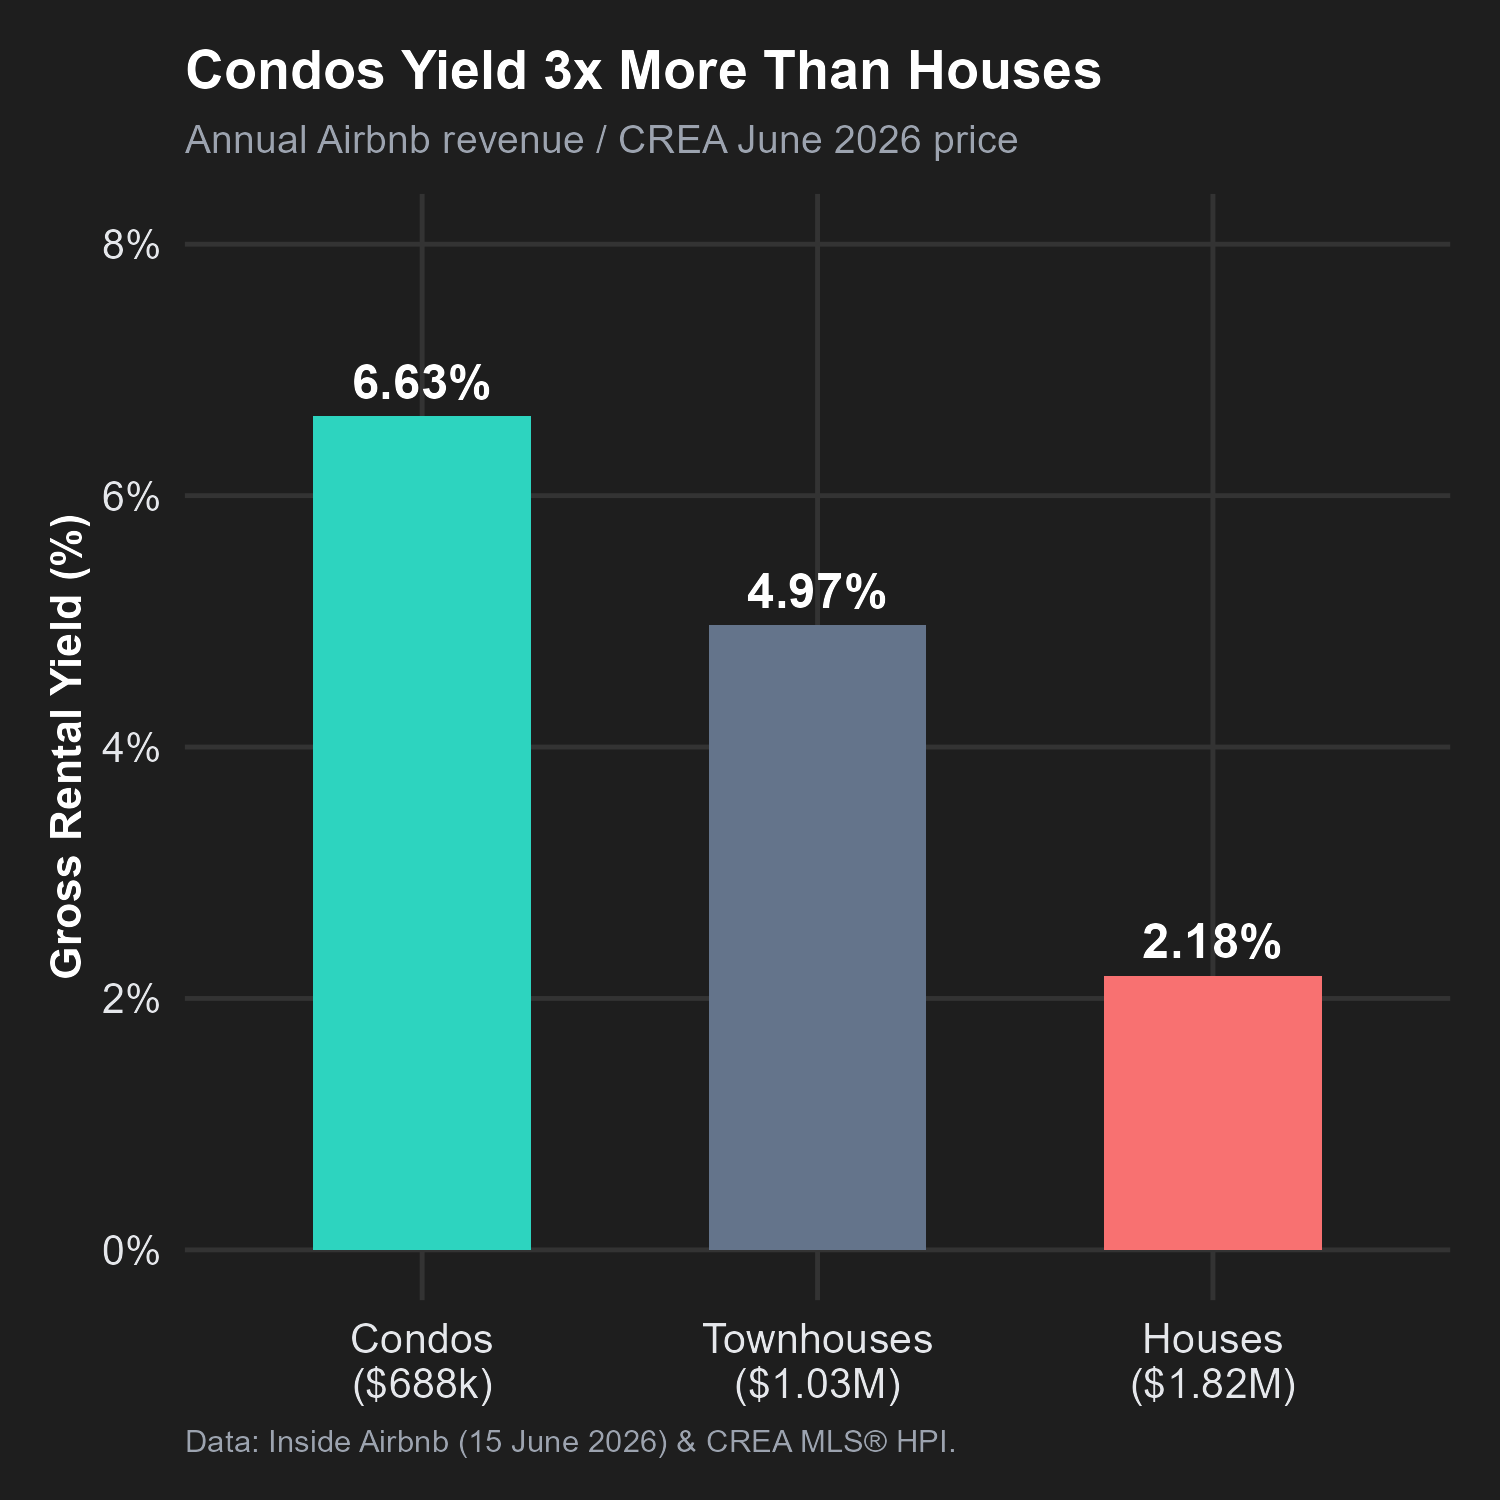 Condos Yield 3x More Than Houses
Annual Airbnb revenue / CREA June 2026 price
Gross Rental Yield (%)
8%
6%
4%
2%
0%
6.63%
4.97%
2.18%
Condos
($688k)
Townhouses
($1.03M)
Houses
($1.82M)
Data: Inside Airbnb (15 June 2026) & CREA MLS® HPI.